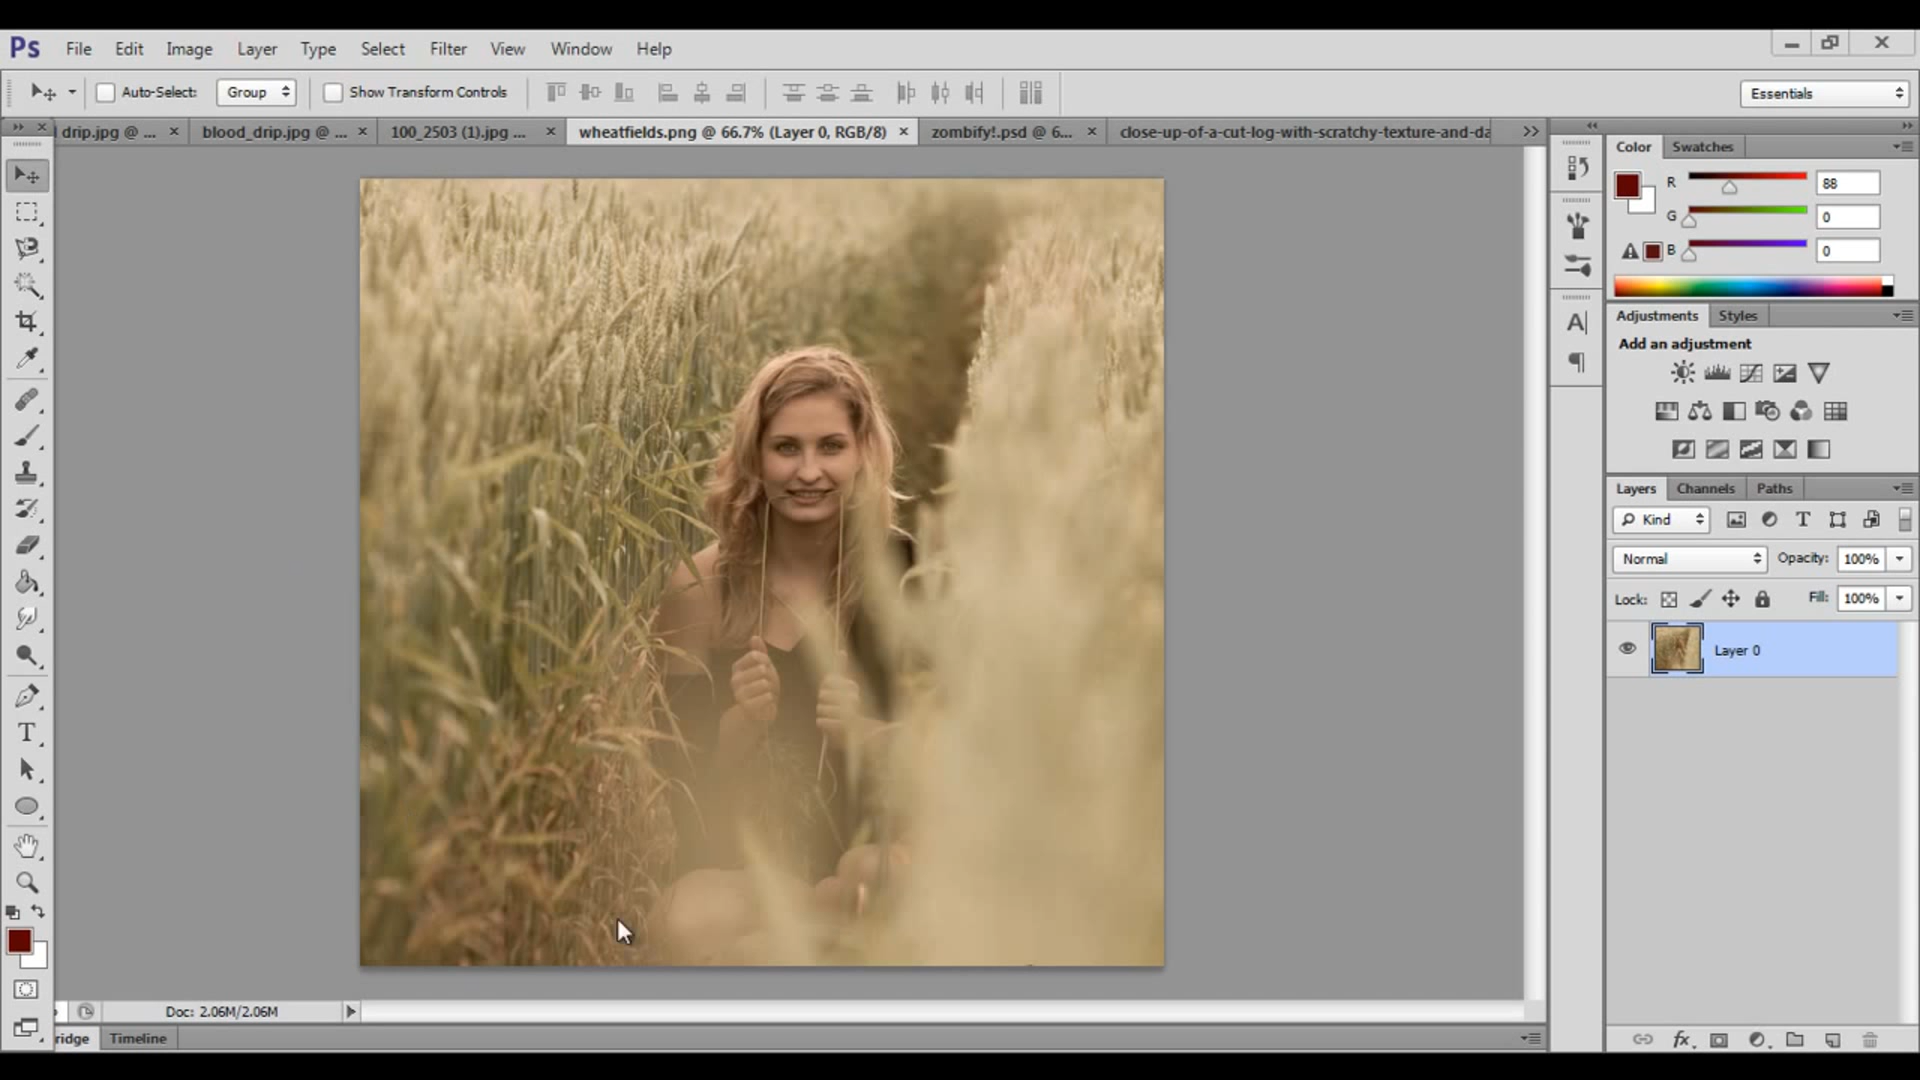 Ps File Edit Image Layer Type Select Filter View Window Help
Auto-Select: Group Show Transform Controls Essentials
drip.jpg @ ... × blood_drip.jpg @ ... × 100_2503 (1).jpg ... × wheatfields.png @ 66.7% (Layer 0, RGB/8) × zombify!.psd @ 6... × close-up-of-a-cut-log-with-scratchy-texture-and-da
Color Swatches
R 88
G 0
B 0
Adjustments Styles
Add an adjustment
Layers Channels Paths
Kind
Normal Opacity: 100%
Lock: Fill: 100%
Layer 0
Doc: 2.06M/2.06M
ridge Timeline